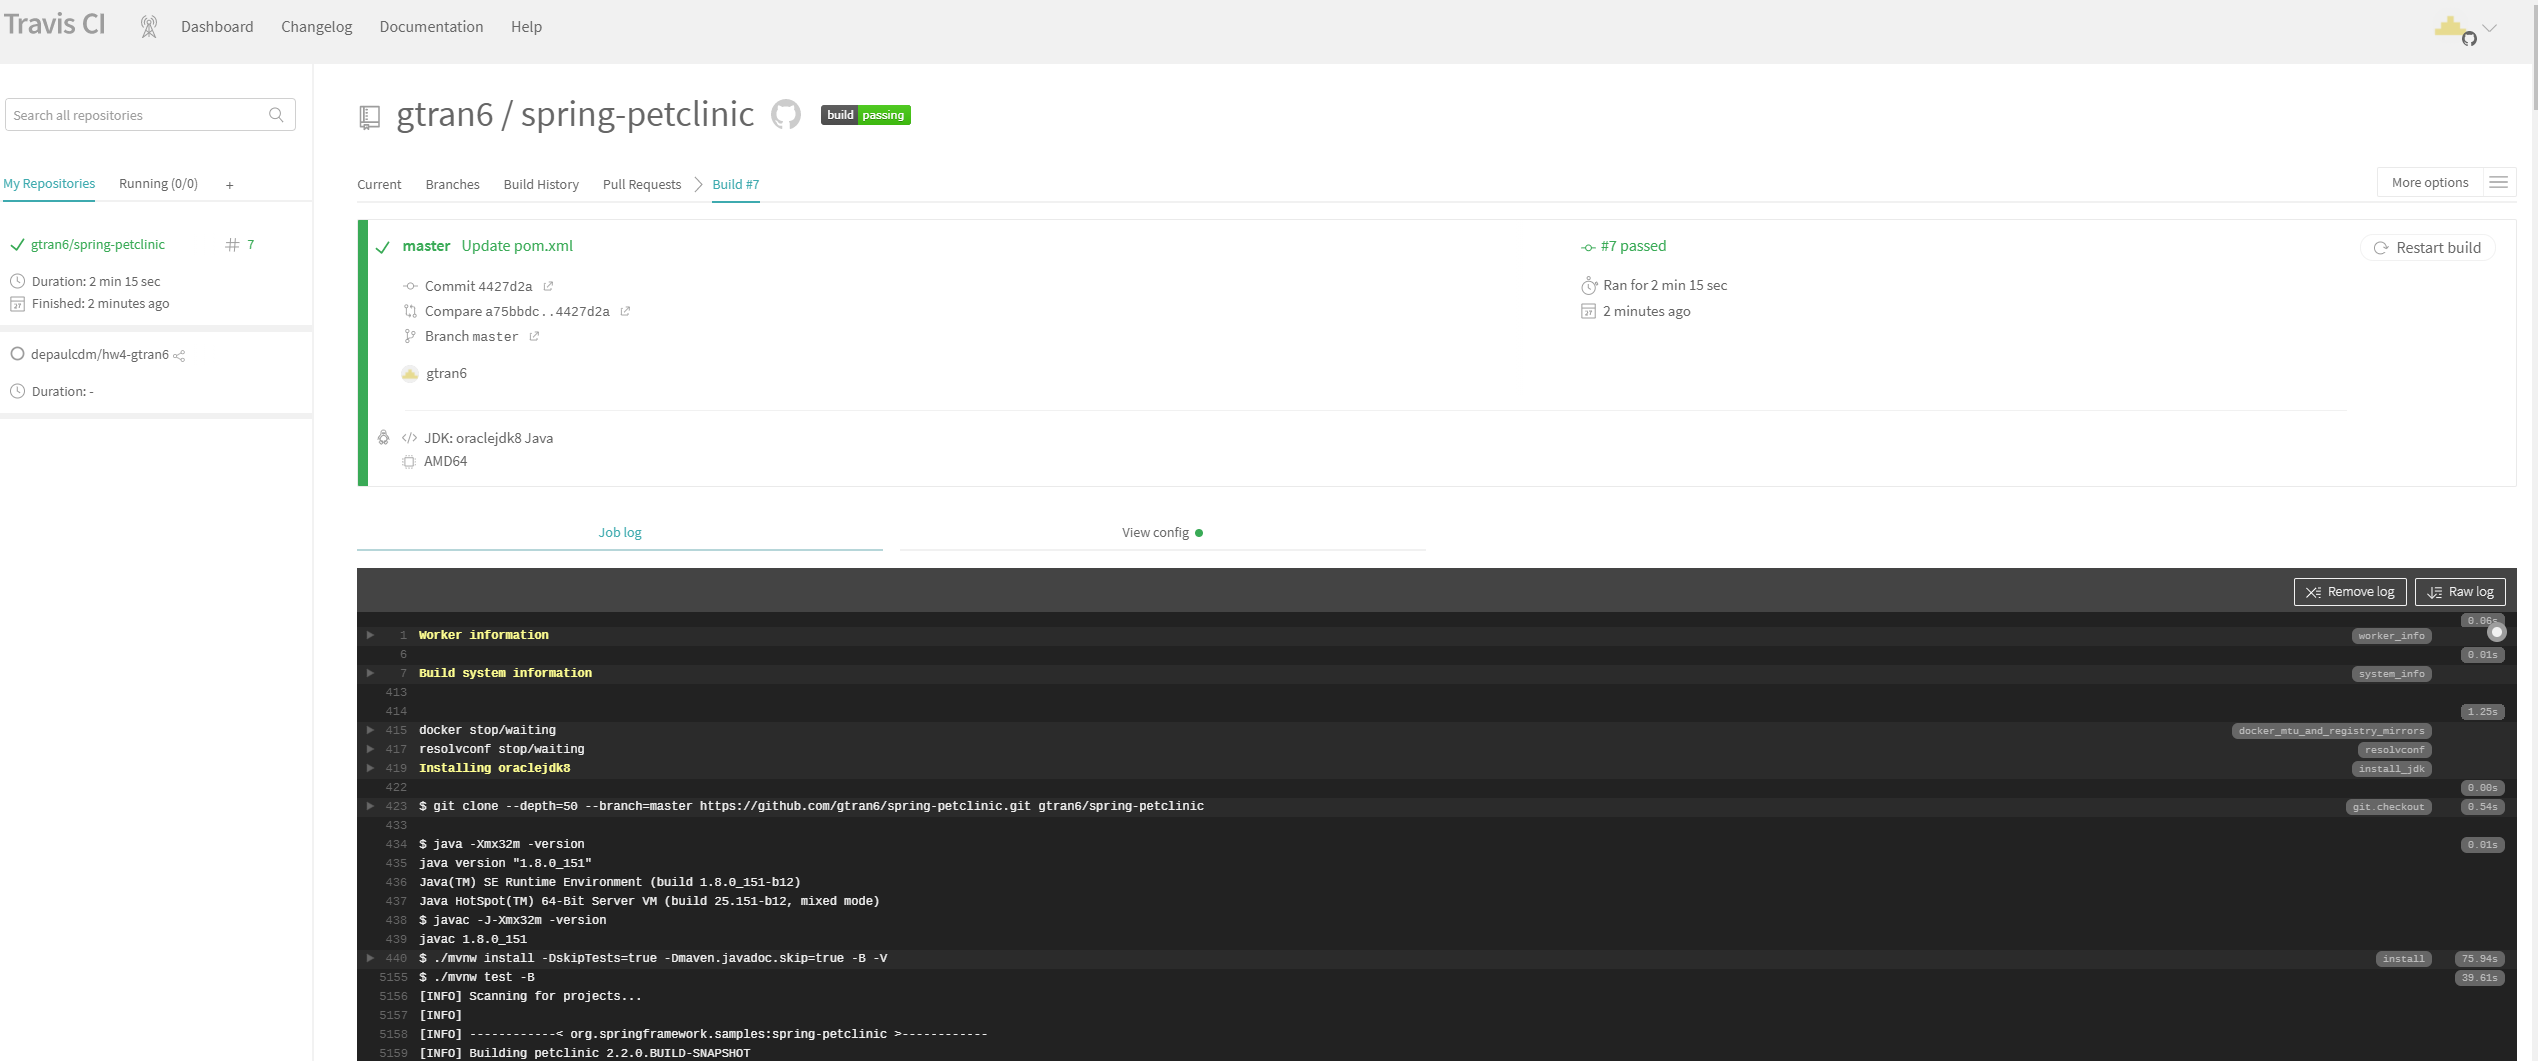 Travis CI
Dashboard
Changelog
Documentation
Help
Search all repositories
My Repositories
Running (0/0)
+
gtran6/spring-petclinic
# 7
Duration: 2 min 15 sec
Finished: 2 minutes ago
depaulcdm/hw4-gtran6
Duration: -
gtran6 / spring-petclinic
build passing
Current
Branches
Build History
Pull Requests
Build #7
More options
master Update pom.xml
Commit 4427d2a
Compare a75bbdc..4427d2a
Branch master
gtran6
#7 passed
Ran for 2 min 15 sec
2 minutes ago
Restart build
JDK: oraclejdk8 Java
AMD64
Job log
View config
Remove log
Raw log
0.06s
1 Worker information worker_info
6 0.01s
7 Build system information system_info
413
414 1.25s
415 docker stop/waiting docker_mtu_and_registry_mirrors
417 resolvconf stop/waiting resolvconf
419 Installing oraclejdk8 install_jdk
422 0.00s
423 $ git clone --depth=50 --branch=master https://github.com/gtran6/spring-petclinic.git gtran6/spring-petclinic git.checkout 0.54s
433
434 $ java -Xmx32m -version 0.01s
435 java version "1.8.0_151"
436 Java(TM) SE Runtime Environment (build 1.8.0_151-b12)
437 Java HotSpot(TM) 64-Bit Server VM (build 25.151-b12, mixed mode)
438 $ javac -J-Xmx32m -version
439 javac 1.8.0_151
440 $ ./mvnw install -DskipTests=true -Dmaven.javadoc.skip=true -B -V install 75.94s
5155 $ ./mvnw test -B 39.61s
5156 [INFO] Scanning for projects...
5157 [INFO]
5158 [INFO] ------------< org.springframework.samples:spring-petclinic >------------
5159 [INFO] Building petclinic 2.2.0.BUILD-SNAPSHOT